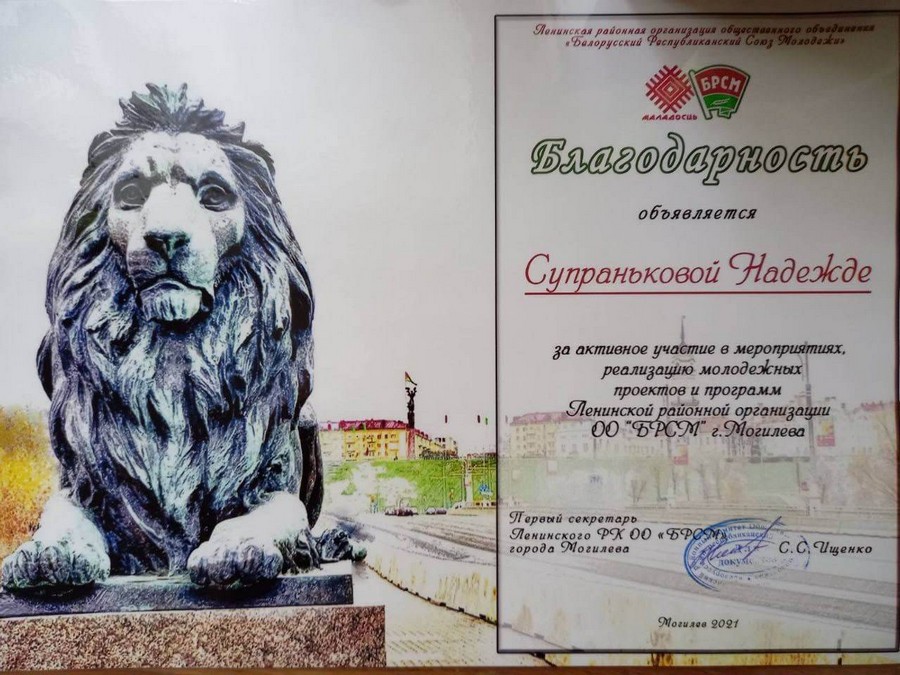 Ленинская районная организация общественного объединения
«Белорусский Республиканский Союз Молодежи»
БРСМ
МАЛАДОСЦЬ
Благодарность
объявляется
Супраньковой Надежде
за активное участие в мероприятиях,
реализацию молодежных
проектов и программ
Ленинской районной организации
ОО "БРСМ" г.Могилева
Первый секретарь
Ленинского РК ОО «БРСМ»
города Могилева
С.С.Ищенко
Могилев 2021